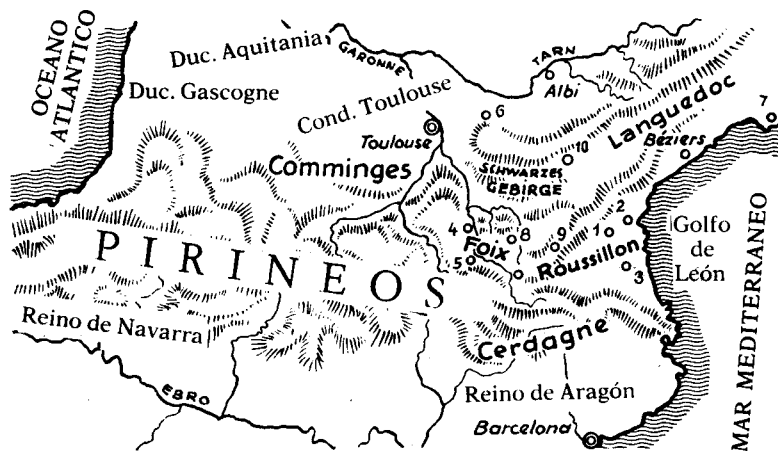 OCEANO
ATLANTICO
Duc. Aquitania
GARONNE
TARN
Albi
Duc. Gascogne
Cond. Toulouse
6
Languedoc
7
Toulouse
10
Béziers
Comminges
SCHWARZES
GEBIRGE
2
Golfo
de
León
4
8
9
1
Foix
5
Roussillon
3
PIRINEOS
MAR MEDITERRANEO
Reino de Navarra
Cerdagne
EBRO
Reino de Aragón
Barcelona